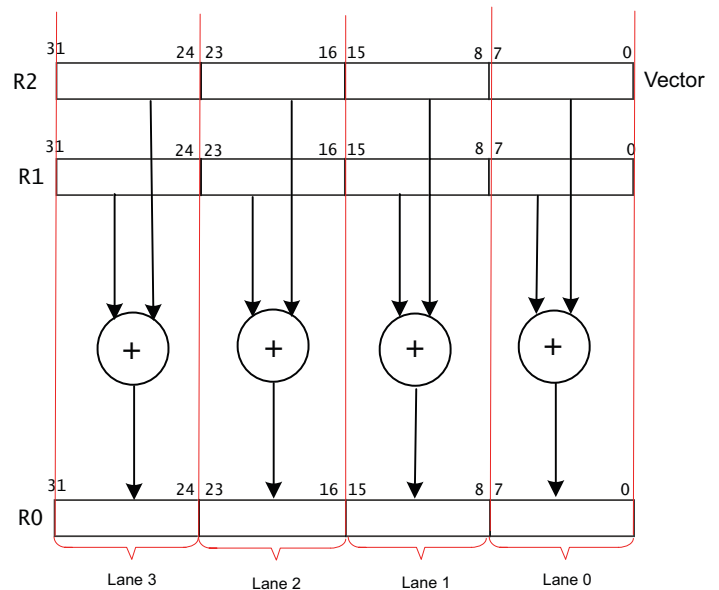 31 24 23 16 15 8 7 0
R2 Vector
31 24 23 16 15 8 7 0
R1
+ + + +
31 24 23 16 15 8 7 0
R0
Lane 3 Lane 2 Lane 1 Lane 0